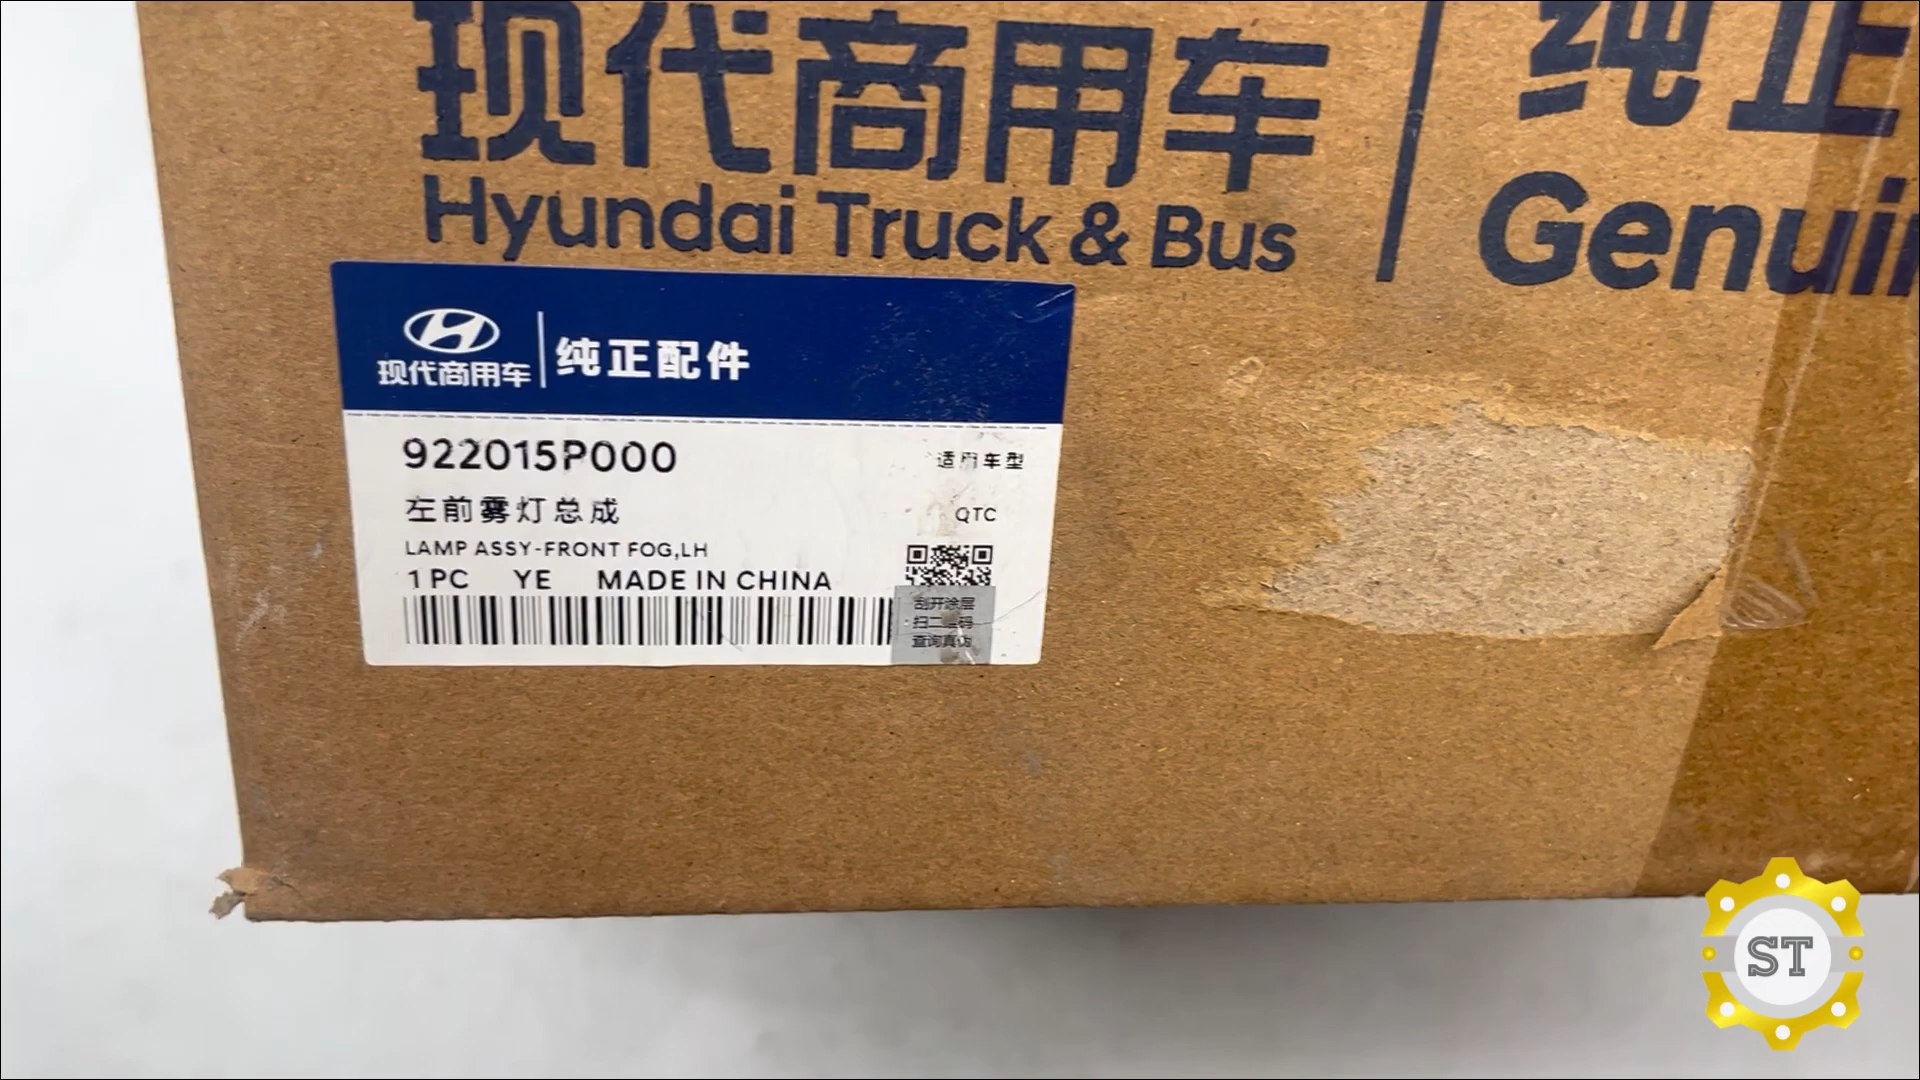 现代商用车
纯正
Hyundai Truck & Bus
现代商用车
纯正配件
922015P000
适用车型
左前雾灯总成
QTC
LAMP ASSY-FRONT FOG,LH
1 PC YE MADE IN CHINA
刮开涂层
扫二维码
查询真伪
ST